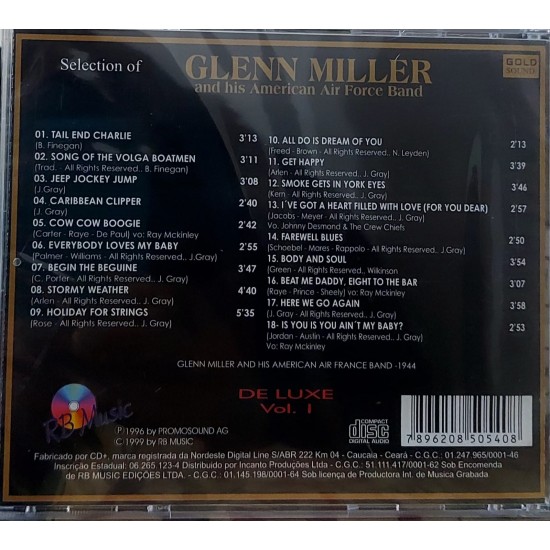 Selection of GLENN MILLÉR
and his American Air Force Band
GOLD
SOUND
01. TAIL END CHARLIE 3'13
(B. Finegan)
02. SONG OF THE VOLGA BOATMEN 3'11
(Trad. - All Rights Reserved.. B. Finegan)
03. JEEP JOCKEY JUMP 3'08
(J. Gray)
04. CARIBBEAN CLIPPER 2'40
(J. Gray)
05. COW COW BOOGIE 2'42
(Carter - Raye - De Paul) vo: Ray Mckinley
06. EVERYBODY LOVES MY BABY 2'55
(Palmer - Williams - All Rights Reserved.. J. Gray)
07. BEGIN THE BEGUINE 3'47
(C. Porter - All Rights Reserved.. J. Gray)
08. STORMY WEATHER 4'40
Arlen - All Rights Reserved.. J. Gray)
09. HOLIDAY FOR STRINGS 5'35
(Rose - All Rights Reserved.. J. Gray)
10. ALL DO IS DREAM OF YOU 2'13
(Freed - Brown - All Rights Reserved.. N. Leyden)
11. GET HAPPY 3'39
(Arlen - All Rights Reserved.. J. Gray)
12. SMOKE GETS IN YORK EYES 3'46
(Kern - All Rights Reserved.. J. Gray)
13. I'VE GOT A HEART FILLED WITH LOVE (FOR YOU DEAR) 2'57
(Jacobs - Meyer - All Rights Reserved.. J. Gray)
Vo. Johnny Desmond & The Crew Chiefs
14. FAREWELL BLUES 2'50
(Schoebel - Mares - Rappolo - All Rights Reserved.. J. Gray)
15. BODY AND SOUL 3'54
(Green - All Rights Reserved.. Wilkinson
16. BEAT ME DADDY, EIGHT TO THE BAR 3'07
(Raye - Prince - Sheely) vo: Ray Mckinley
17. HERE WE GO AGAIN 3'58
(J. Gray - All Rights Reserved.. J. Gray)
18- IS YOU IS YOU AIN´T MY BABY? 2'53
(Jordan - Austin - All Rights Reserved.. J. Gray)
Vo: Ray Mckinley
GLENN MILLER AND HIS AMERICAN AIR FRANCE BAND -1944
RB Music
DE LUXE
Vol. I
Ⓟ1996 by PROMOSOUND AG
Ⓒ1999 BY RB MUSIC
COMPACT
disc
DIGITAL AUDIO
7896208505408
Fabricado por CD+, marca registrada da Nordeste Digital Line S/ABR 222 Km 04 - Caucaia - Ceará - C.G.C.: 01.247.965/0001-46
Inscrição Estadual: 06.265.123-4 Distribuido por Incanto Produções Ltda - C.G.C.: 51.111.417/0001-62 Sob Encomenda
de RB MUSIC EDIÇÕES LTDA. - C.G.C.: 01.145.198/0001-64 Sob licença de Productora Int. de Musica Grabada